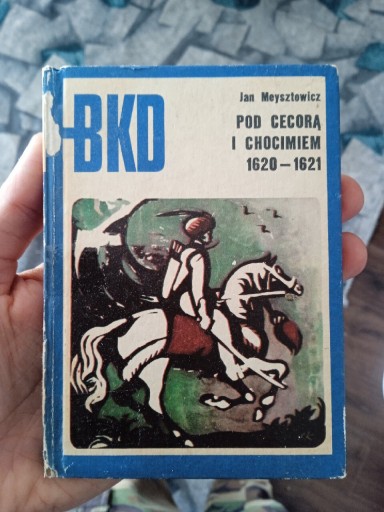 BKD
Jan Meysztowicz
POD CECORĄ
I CHOCIMIEM
1620—1621